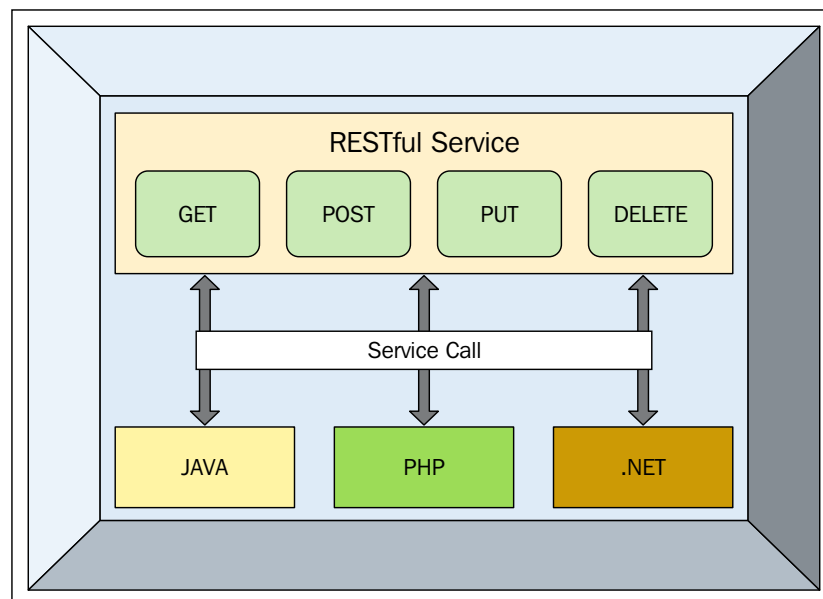 RESTful Service
GET POST PUT DELETE
Service Call
JAVA PHP .NET